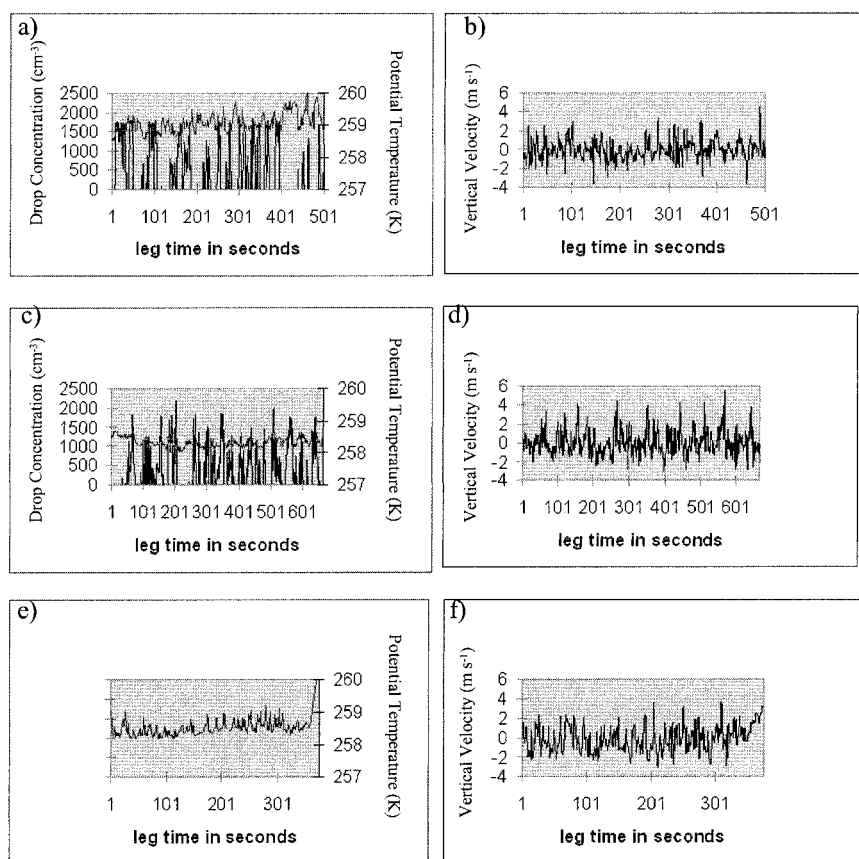 a)
Drop Concentration (cm⁻³)
2500
2000
1500
1000
500
0
260
259
258
257
Potential Temperature (K)
1 101 201 301 401 501
leg time in seconds
b)
Vertical Velocity (m s⁻¹)
6
4
2
0
-2
-4
1 101 201 301 401 501
leg time in seconds
c)
Drop Concentration (cm⁻³)
2500
2000
1500
1000
500
0
260
259
258
257
Potential Temperature (K)
1 101 201 301 401 501 601
leg time in seconds
d)
Vertical Velocity (m s⁻¹)
6
4
2
0
-2
-4
1 101 201 301 401 501 601
leg time in seconds
e)
260
259
258
257
Potential Temperature (K)
1 101 201 301
leg time in seconds
f)
Vertical Velocity (m s⁻¹)
6
4
2
0
-2
-4
1 101 201 301
leg time in seconds